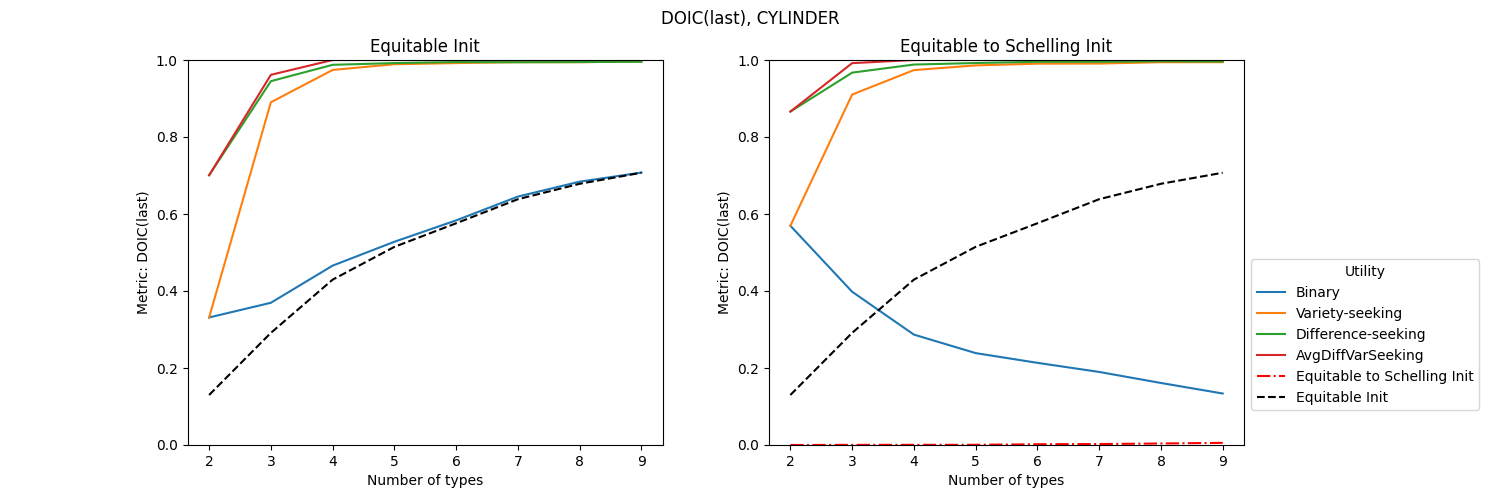 DOIC(last), CYLINDER
Equitable Init
1.0
0.8
0.6
0.4
0.2
0.0
Metric: DOIC(last)
2 3 4 5 6 7 8 9
Number of types
Equitable to Schelling Init
1.0
0.8
0.6
0.4
0.2
0.0
Metric: DOIC(last)
2 3 4 5 6 7 8 9
Number of types
Utility
Binary
Variety-seeking
Difference-seeking
AvgDiffVarSeeking
Equitable to Schelling Init
Equitable Init